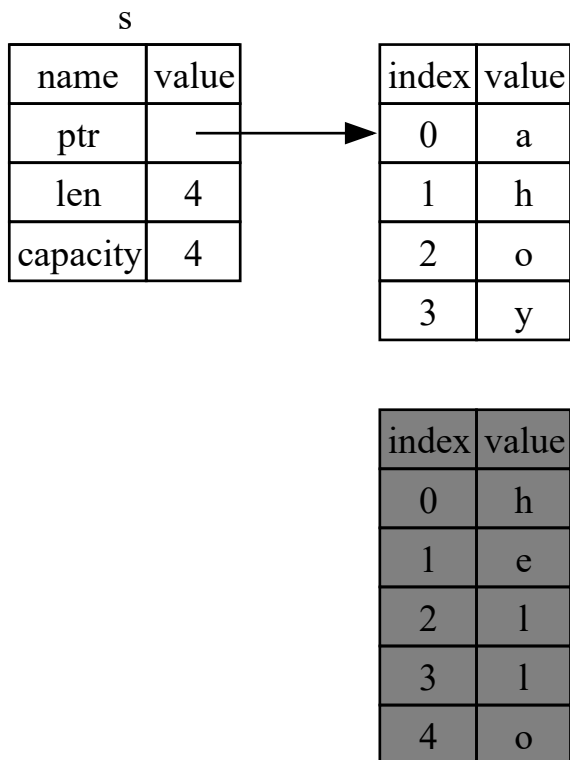 s
name value
ptr
len 4
capacity 4
index value
0 a
1 h
2 o
3 y
index value
0 h
1 e
2 l
3 l
4 o